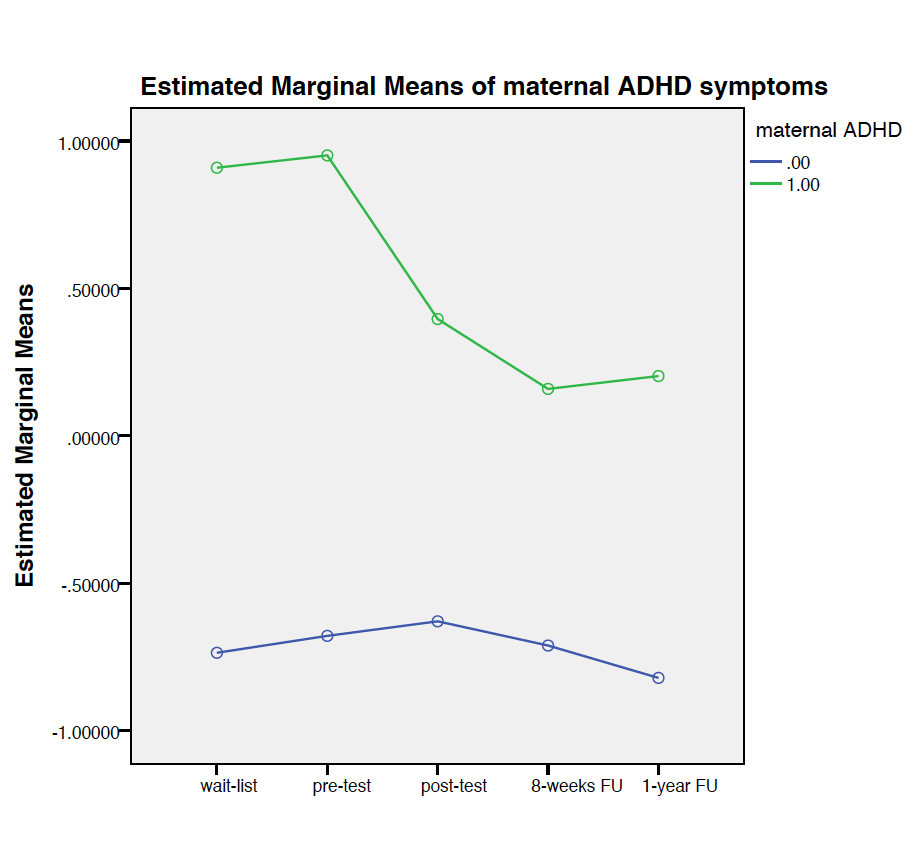 Estimated Marginal Means of maternal ADHD symptoms
maternal ADHD
.00
1.00
Estimated Marginal Means
1.00000
.50000
.00000
-.50000
-1.00000
wait-list pre-test post-test 8-weeks FU 1-year FU